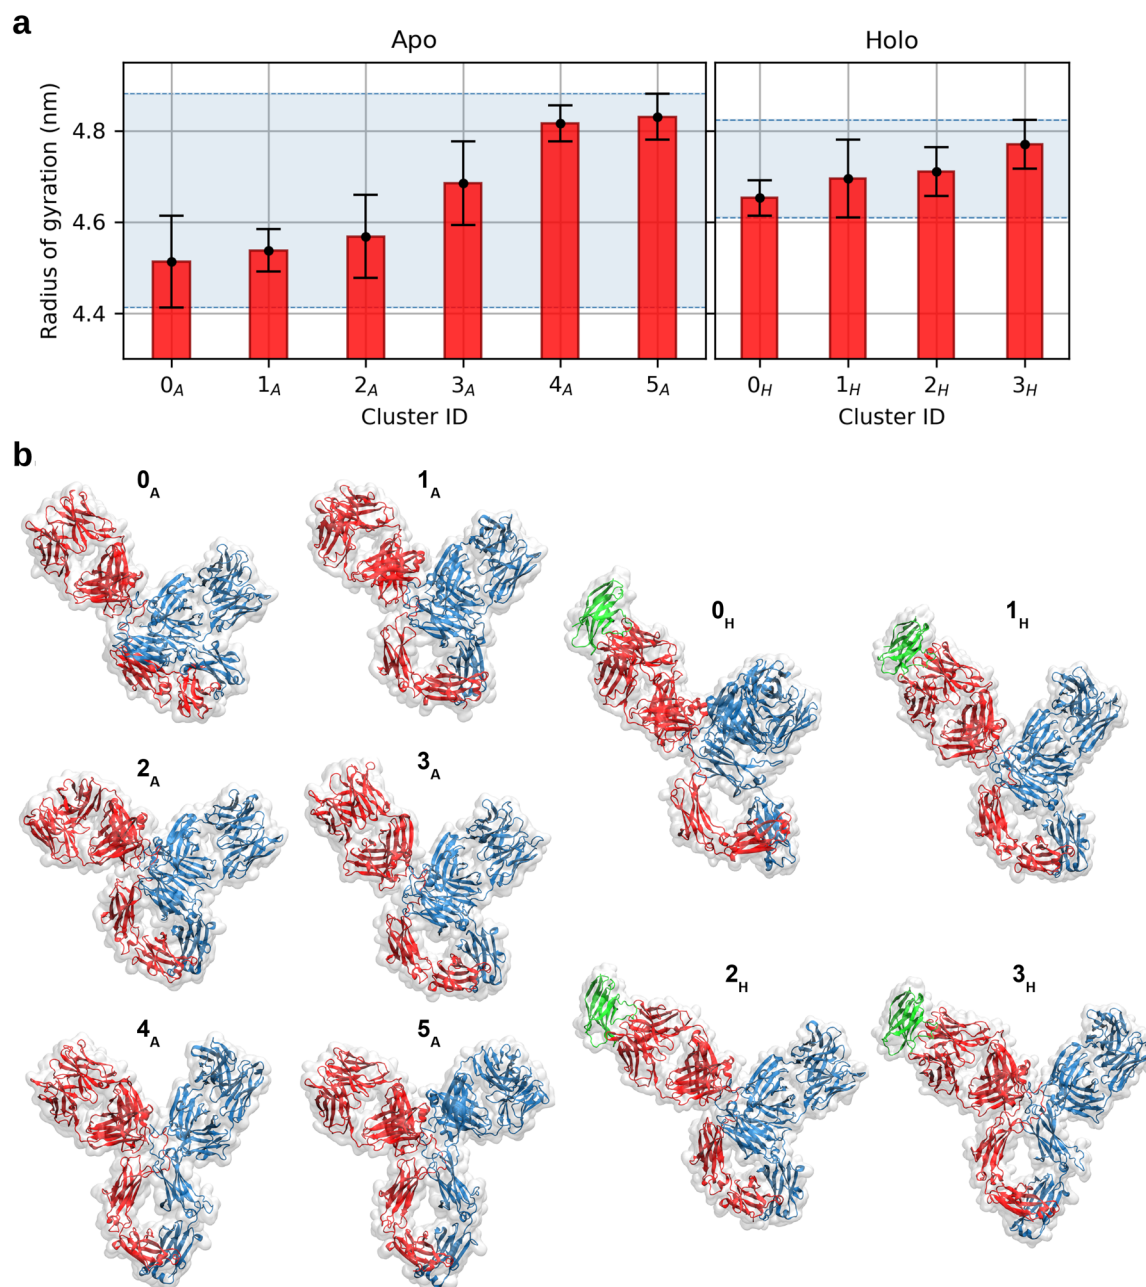 a
Apo
Holo
Radius of gyration (nm)
4.8
4.6
4.4
0A 1A 2A 3A 4A 5A
0H 1H 2H 3H
Cluster ID
Cluster ID
b
0A
1A
0H
1H
2A
3A
2H
3H
4A
5A